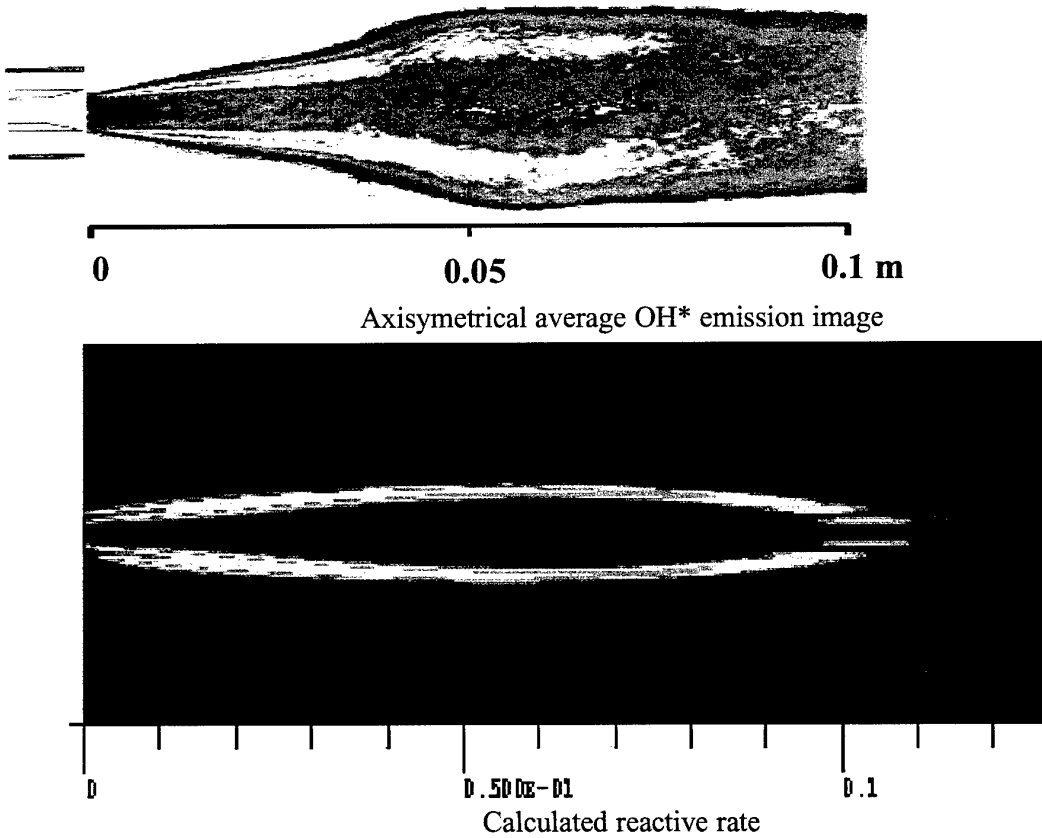 0 0.05 0.1 m
Axisymetrical average OH* emission image
0 0.500E-01 0.1
Calculated reactive rate